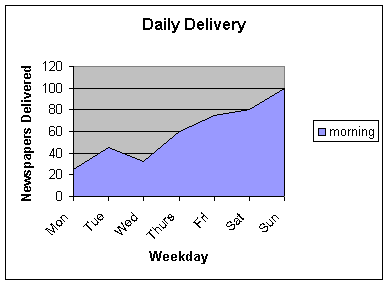 Daily Delivery
Newspapers Delivered
120
100
80
60
40
20
0
Mon
Tue
Wed
Thurs
Fri
Sat
Sun
Weekday
morning